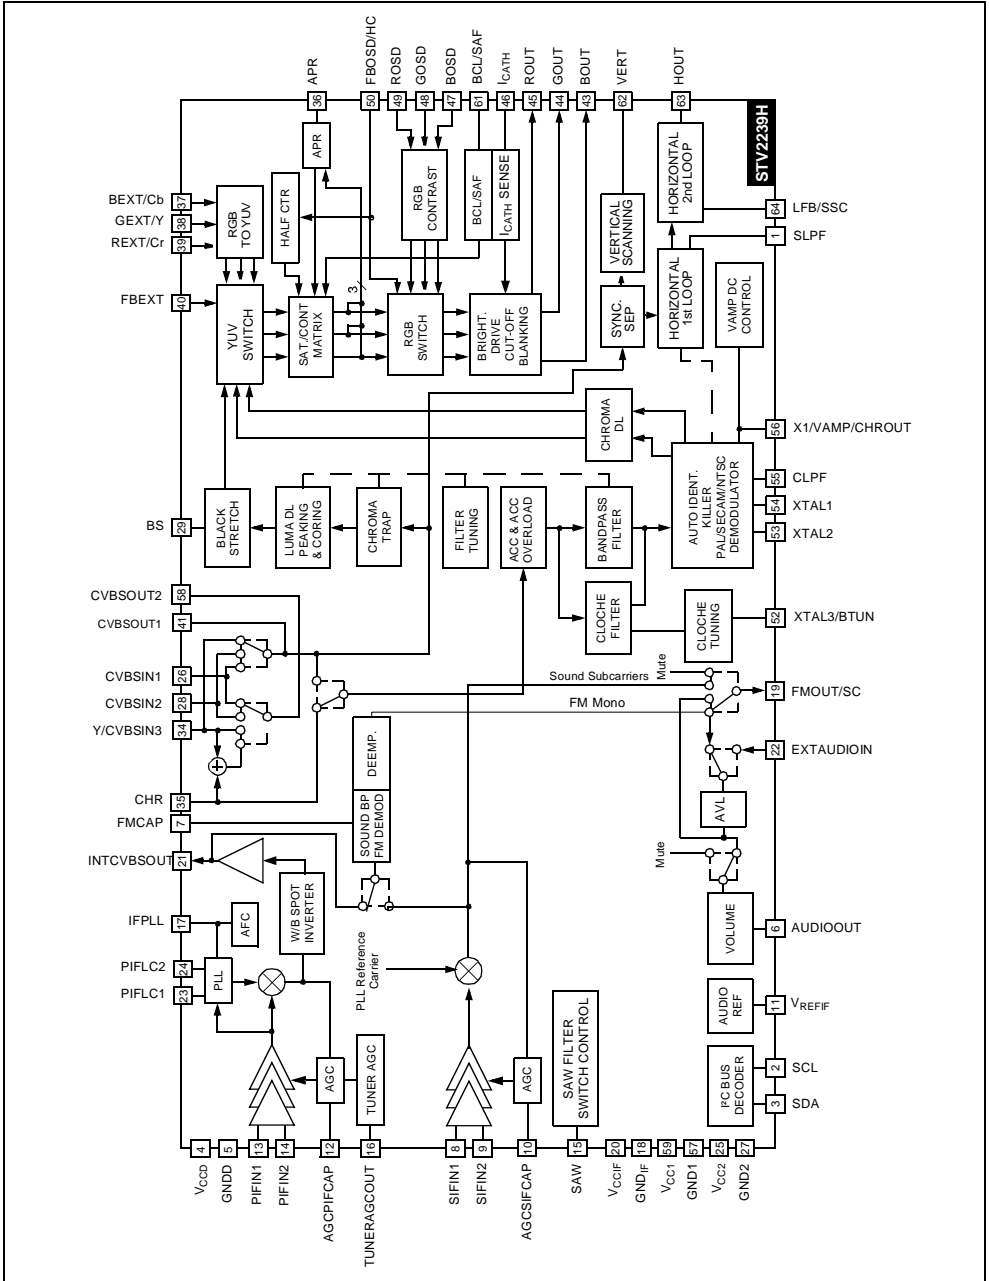 APR
FBOSD/HC
ROSD
GOSD
BOSD
BCL/SAF
ICATH
ROUT
GOUT
BOUT
VERT
HOUT
36
50
49
48
47
61
46
45
44
43
62
63
STV2239H
BEXT/Cb
37
GEXT/Y
38
REXT/Cr
39
FBEXT
40
RGB
TO YUV
HALF CTR
APR
RGB
CONTRAST
BCL/SAF
ICATH SENSE
VERTICAL
SCANNING
HORIZONTAL
2nd LOOP
64
LFB/SSC
1
SLPF
YUV
SWITCH
SAT./CONT
MATRIX
3
RGB
SWITCH
BRIGHT.
DRIVE
CUT-OFF
BLANKING
SYNC.
SEP
HORIZONTAL
1st LOOP
VAMP DC
CONTROL
CHROMA
DL
56
X1/VAMP/CHROUT
BS
29
BLACK
STRETCH
LUMA DL
PEAKING
& CORING
CHROMA
TRAP
FILTER
TUNING
ACC & ACC
OVERLOAD
BANDPASS
FILTER
AUTO IDENT.
KILLER
PAL/SECAM/NTSC
DEMODULATOR
55
CLPF
54
XTAL1
53
XTAL2
CVBSOUT2
58
CVBSOUT1
41
CLOCHE
FILTER
CLOCHE
TUNING
52
XTAL3/BTUN
CVBSIN1
26
CVBSIN2
28
Y/CVBSIN3
34
Sound Subcarriers
Mute
FM Mono
19
FMOUT/SC
22
EXTAUDIOIN
CHR
35
FMCAP
7
DEEMP.
SOUND BP
FM DEMOD
AVL
INTCVBSOUT
21
W/B SPOT
INVERTER
Mute
IFPLL
17
AFC
VOLUME
6
AUDIOOUT
PIFLC2
24
PIFLC1
23
PLL
PLL Reference
Carrier
AUDIO
REF
11
VREFIF
AGC
TUNER AGC
AGC
SAW FILTER
SWITCH CONTROL
I²C BUS
DECODER
2
SCL
3
SDA
4
5
13
14
12
16
8
9
10
15
20
18
59
57
25
27
VCCD
GNDD
PIFIN1
PIFIN2
AGCPIFCAP
TUNERAGCOUT
SIFIN1
SIFIN2
AGCSIFCAP
SAW
VCCIF
GNDIF
VCC1
GND1
VCC2
GND2